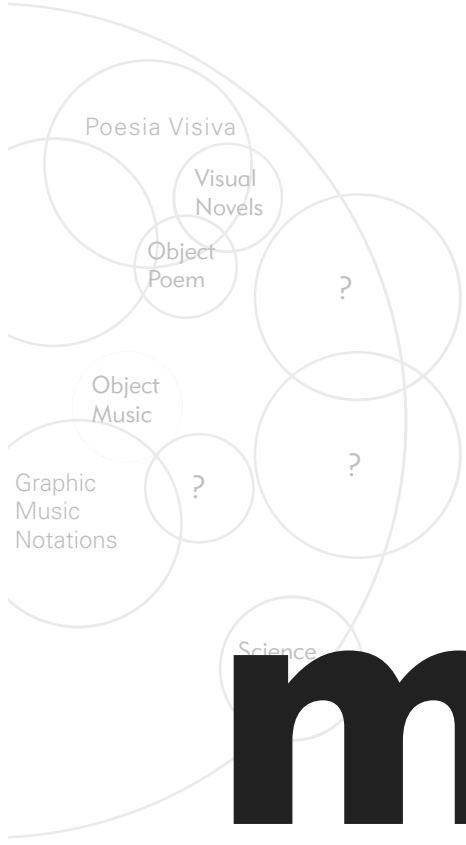 Poesia Visiva
Visual
Novels
Object
Poem
?
Object
Music
?
Graphic
Music
Notations
?
Science
m